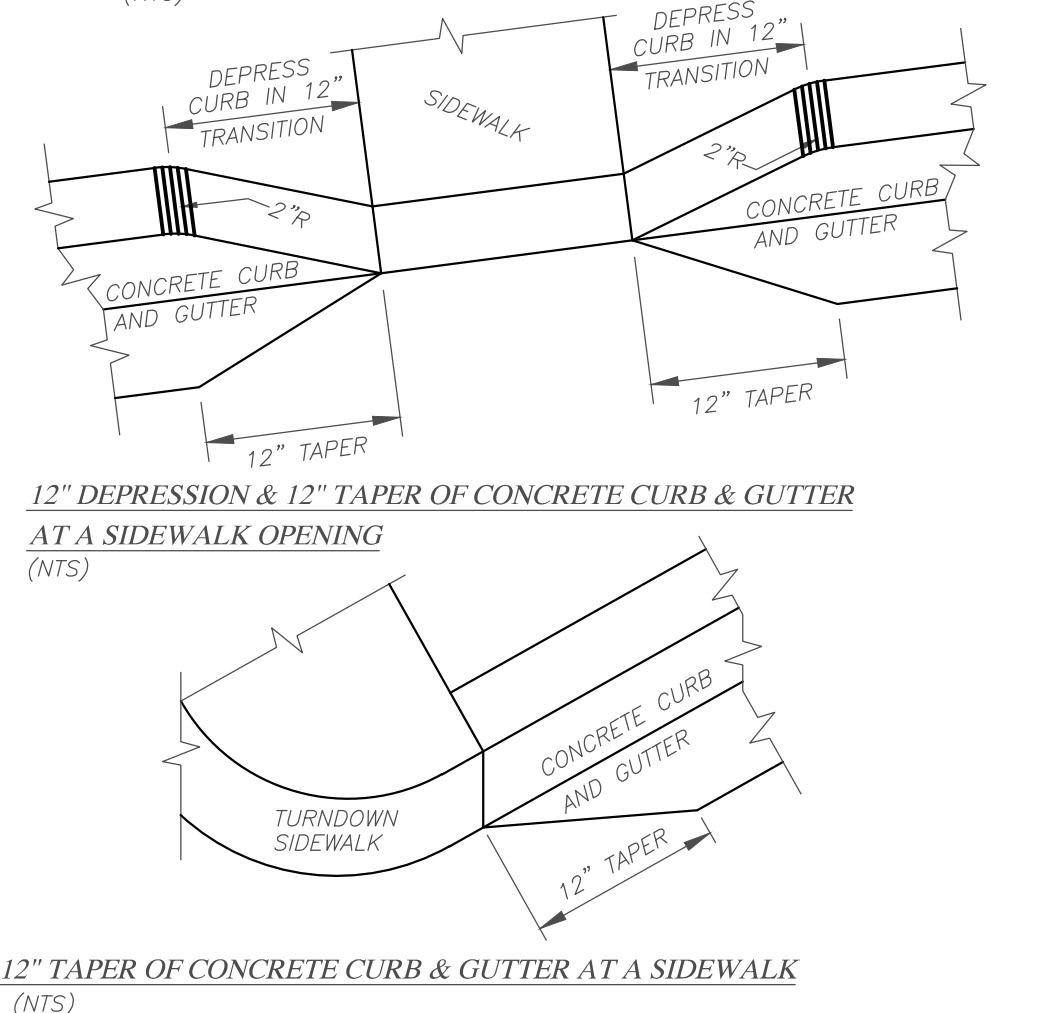 (NTS)
DEPRESS
CURB IN 12"
TRANSITION
DEPRESS
CURB IN 12"
TRANSITION
SIDEWALK
2"R
2"R
CONCRETE CURB
AND GUTTER
CONCRETE CURB
AND GUTTER
12" TAPER
12" TAPER
12" DEPRESSION & 12" TAPER OF CONCRETE CURB & GUTTER
AT A SIDEWALK OPENING
(NTS)
CONCRETE CURB
AND GUTTER
TURNDOWN
SIDEWALK
12" TAPER
12" TAPER OF CONCRETE CURB & GUTTER AT A SIDEWALK
(NTS)